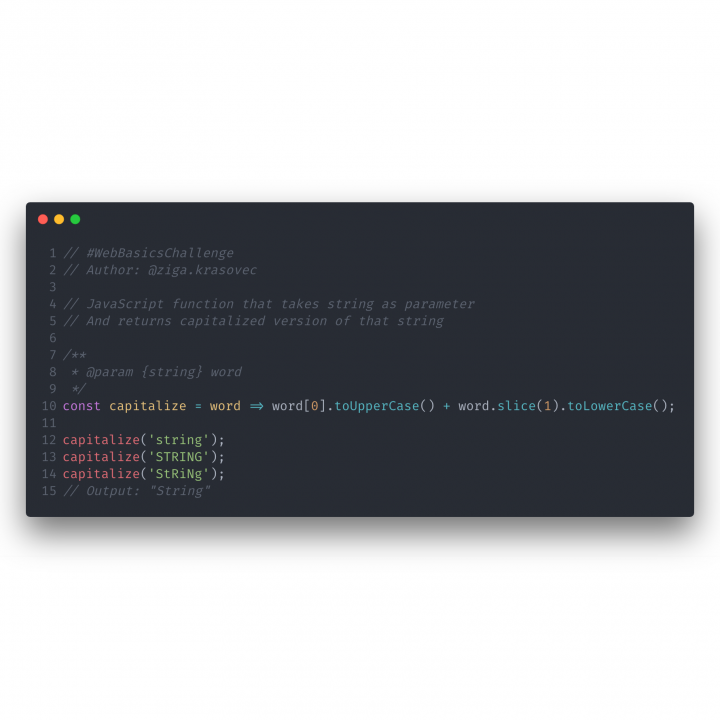 1 // #WebBasicsChallenge
2 // Author: @ziga.krasovec
3
4 // JavaScript function that takes string as parameter
5 // And returns capitalized version of that string
6
7 /**
8  * @param {string} word
9  */
10 const capitalize = word => word[0].toUpperCase() + word.slice(1).toLowerCase();
11
12 capitalize('string');
13 capitalize('STRING');
14 capitalize('StRiNg');
15 // Output: "String"